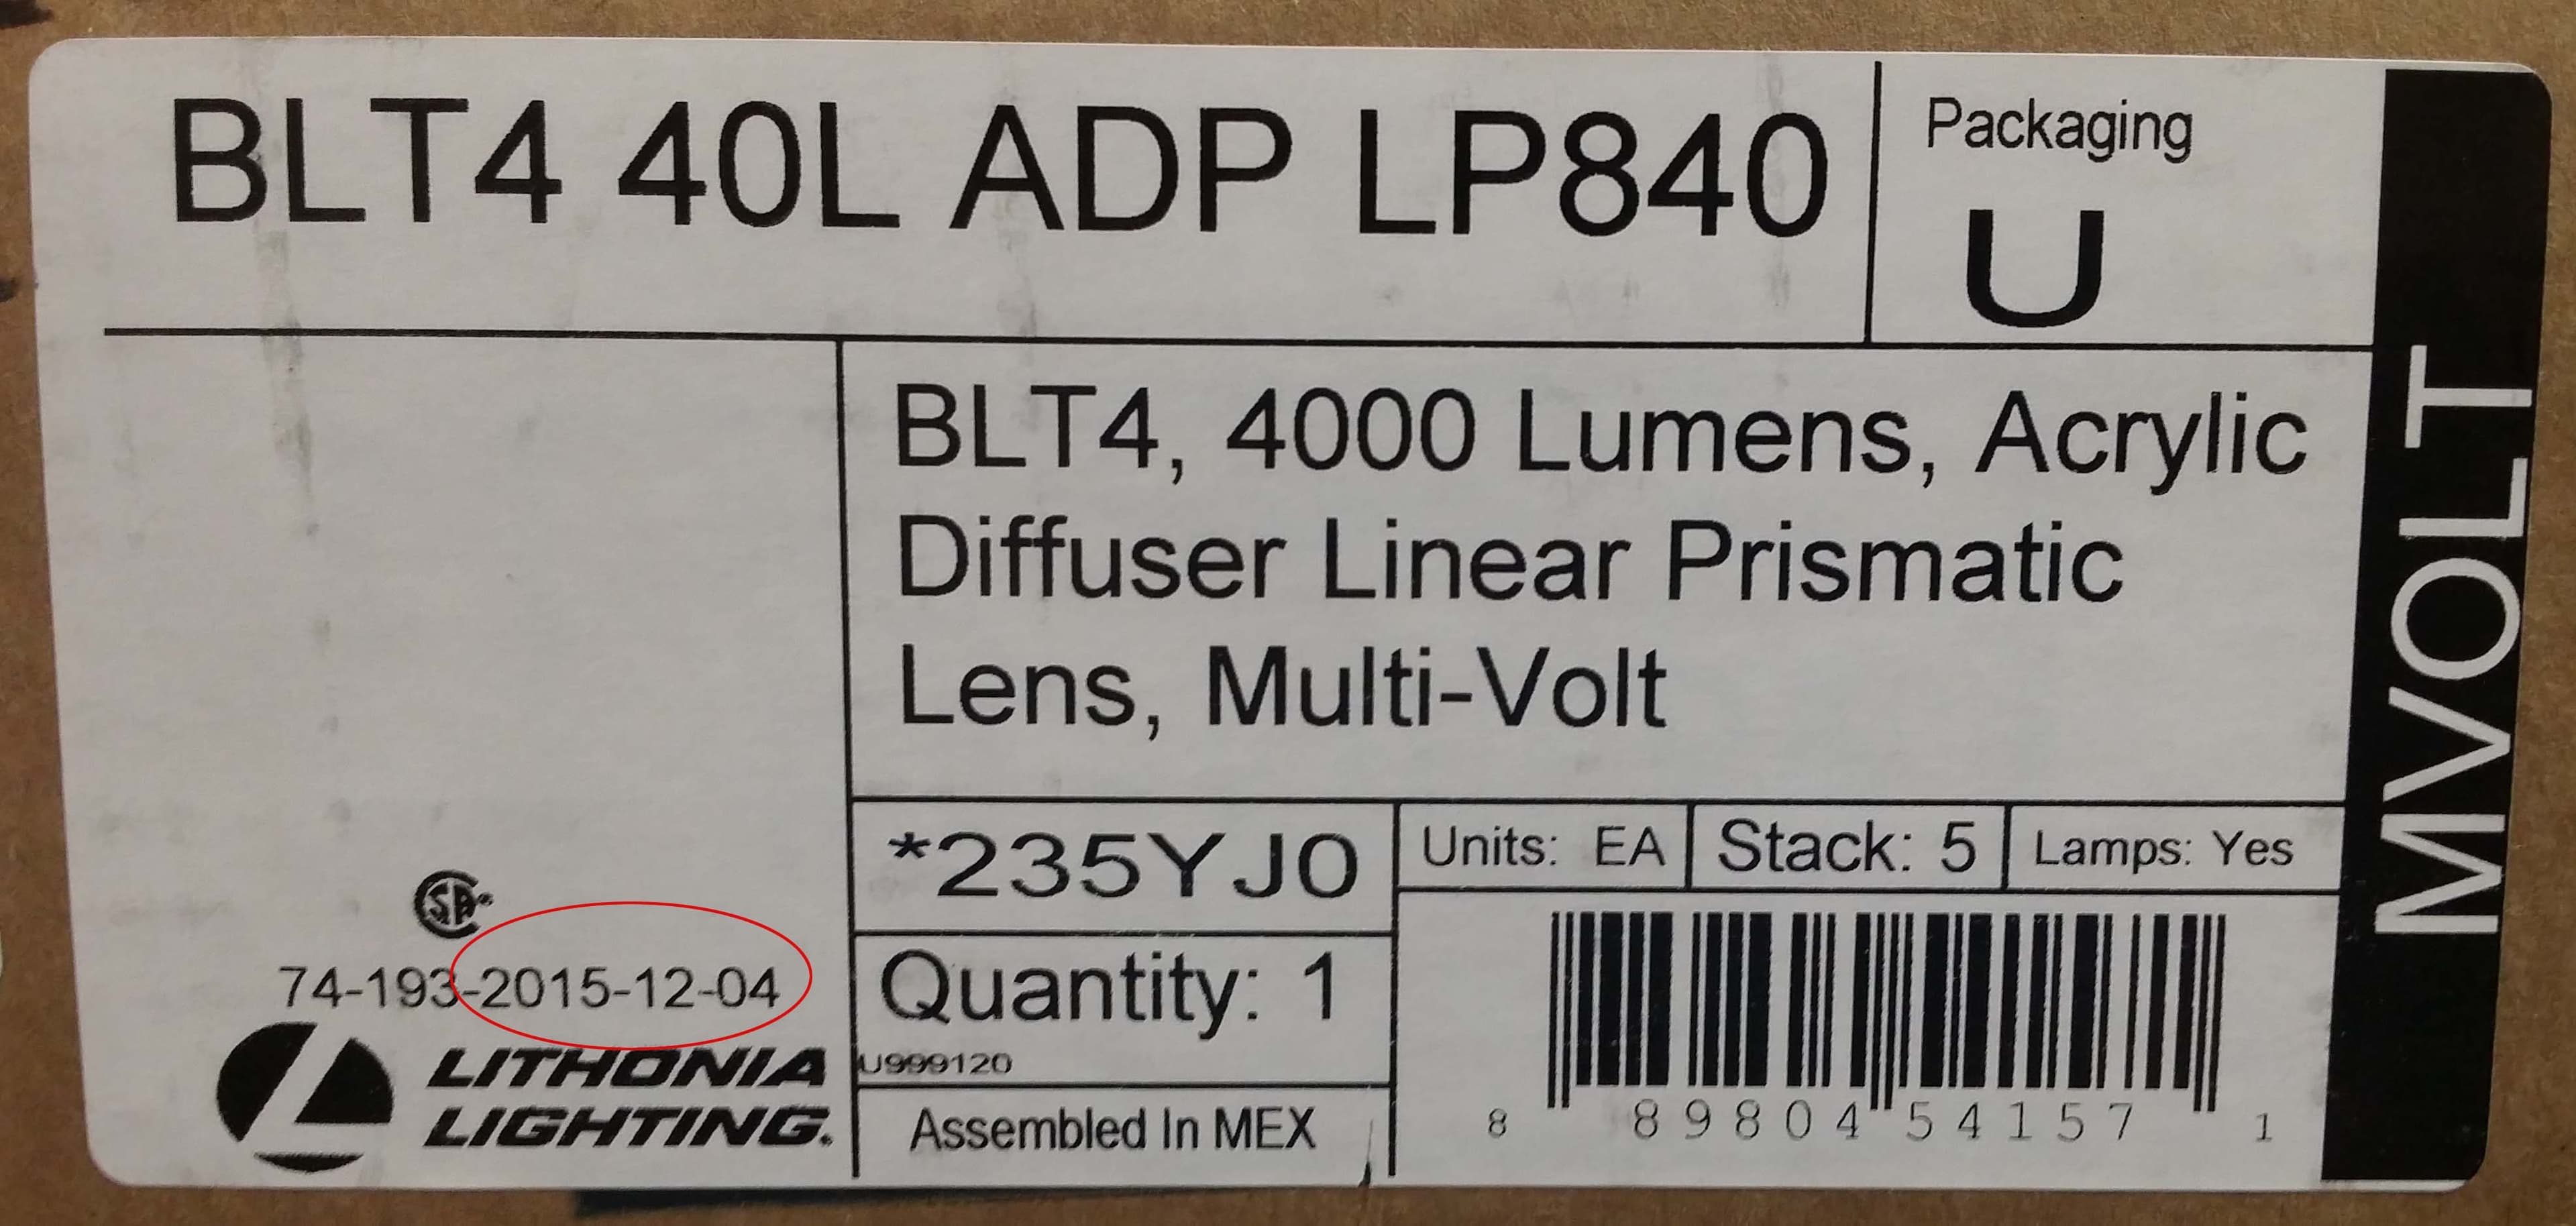 BLT4 40L ADP LP840
Packaging
U
MVOLT
BLT4, 4000 Lumens, Acrylic
Diffuser Linear Prismatic
Lens, Multi-Volt
*235YJ0
Units: EA
Stack: 5
Lamps: Yes
SA
74-193-2015-12-04
LITHONIA
LIGHTING.
Quantity: 1
U999120
Assembled In MEX
8 89804 54157 1